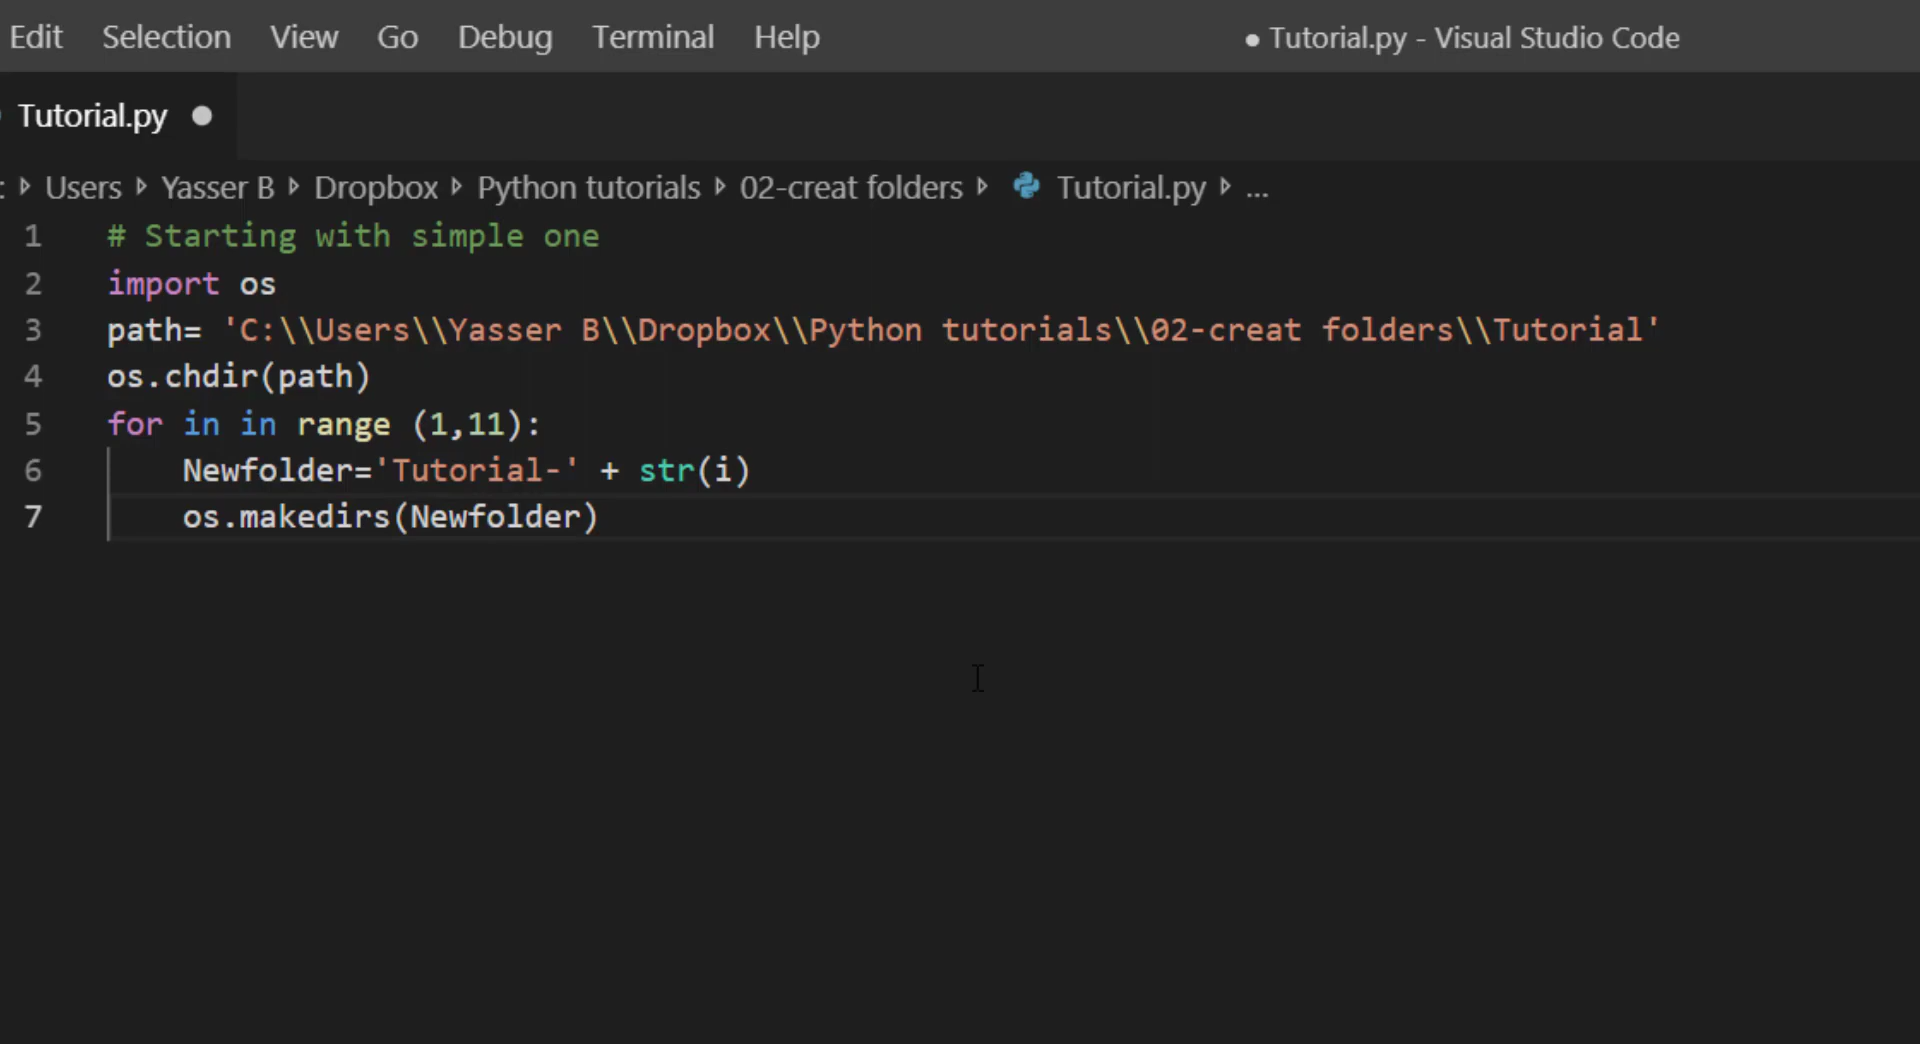 Edit Selection View Go Debug Terminal Help ● Tutorial.py - Visual Studio Code
Tutorial.py ●
: Users Yasser B Dropbox Python tutorials 02-creat folders Tutorial.py ...
1 # Starting with simple one
2 import os
3 path= 'C:\\Users\\Yasser B\\Dropbox\\Python tutorials\\02-creat folders\\Tutorial'
4 os.chdir(path)
5 for in in range (1,11):
6     Newfolder='Tutorial-' + str(i)
7     os.makedirs(Newfolder)